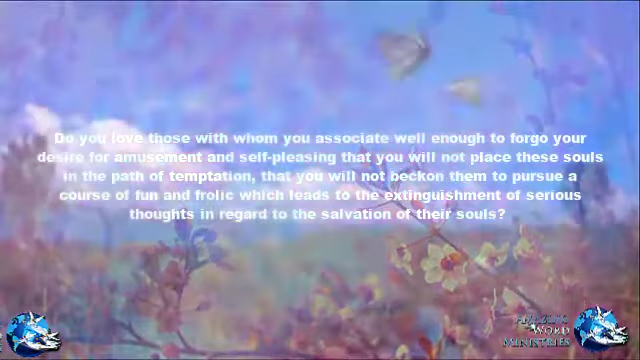 Do you love those with whom you associate well enough to forgo your
desire for amusement and self-pleasing that you will not place these souls
in the path of temptation, that you will not beckon them to pursue a
course of fun and frolic which leads to the extinguishment of serious
thoughts in regard to the salvation of their souls?
AMAZING
WORD
MINISTRIES